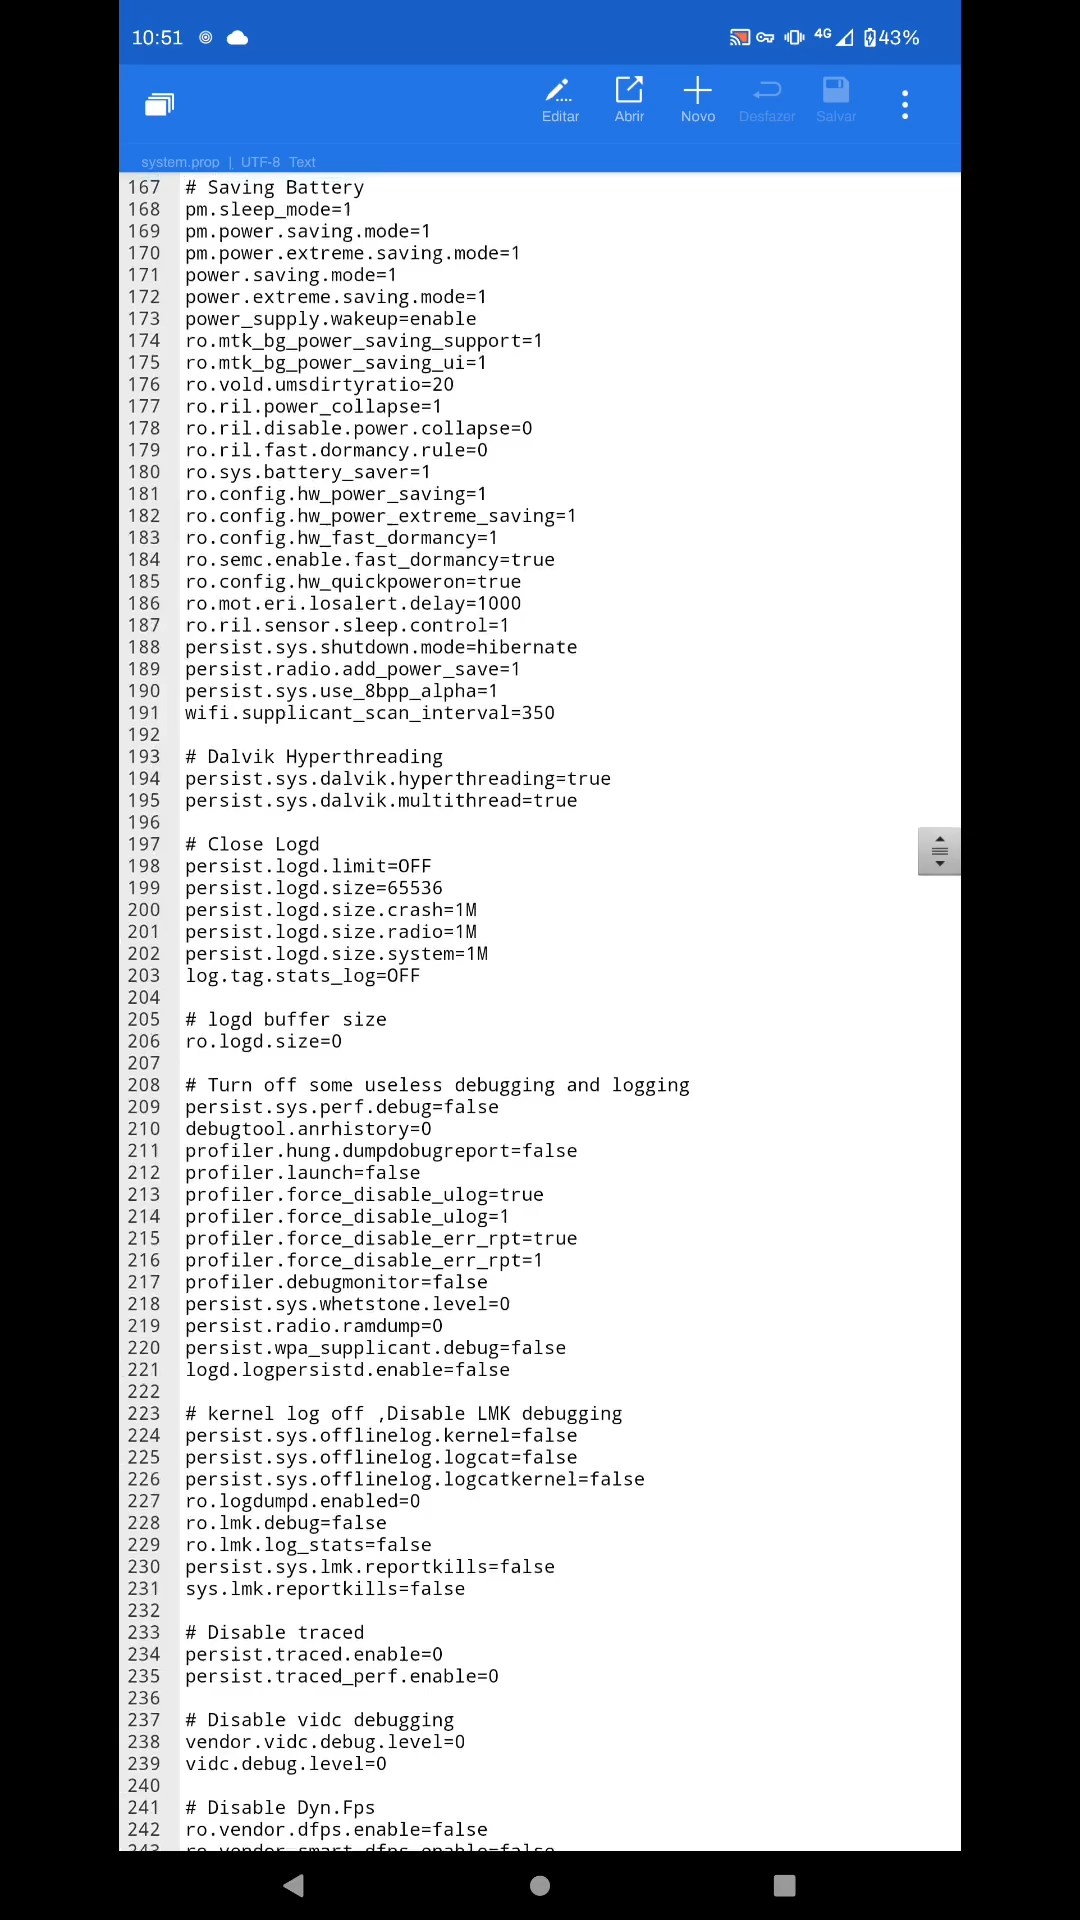 10:51 4G 43%
Editar Abrir Novo Desfazer Salvar
system.prop | UTF-8 Text
167 # Saving Battery
168 pm.sleep_mode=1
169 pm.power.saving.mode=1
170 pm.power.extreme.saving.mode=1
171 power.saving.mode=1
172 power.extreme.saving.mode=1
173 power_supply.wakeup=enable
174 ro.mtk_bg_power_saving_support=1
175 ro.mtk_bg_power_saving_ui=1
176 ro.vold.umsdirtyratio=20
177 ro.ril.power_collapse=1
178 ro.ril.disable.power.collapse=0
179 ro.ril.fast.dormancy.rule=0
180 ro.sys.battery_saver=1
181 ro.config.hw_power_saving=1
182 ro.config.hw_power_extreme_saving=1
183 ro.config.hw_fast_dormancy=1
184 ro.semc.enable.fast_dormancy=true
185 ro.config.hw_quickpoweron=true
186 ro.mot.eri.losalert.delay=1000
187 ro.ril.sensor.sleep.control=1
188 persist.sys.shutdown.mode=hibernate
189 persist.radio.add_power_save=1
190 persist.sys.use_8bpp_alpha=1
191 wifi.supplicant_scan_interval=350
192
193 # Dalvik Hyperthreading
194 persist.sys.dalvik.hyperthreading=true
195 persist.sys.dalvik.multithread=true
196
197 # Close Logd
198 persist.logd.limit=OFF
199 persist.logd.size=65536
200 persist.logd.size.crash=1M
201 persist.logd.size.radio=1M
202 persist.logd.size.system=1M
203 log.tag.stats_log=OFF
204
205 # logd buffer size
206 ro.logd.size=0
207
208 # Turn off some useless debugging and logging
209 persist.sys.perf.debug=false
210 debugtool.anrhistory=0
211 profiler.hung.dumpdobugreport=false
212 profiler.launch=false
213 profiler.force_disable_ulog=true
214 profiler.force_disable_ulog=1
215 profiler.force_disable_err_rpt=true
216 profiler.force_disable_err_rpt=1
217 profiler.debugmonitor=false
218 persist.sys.whetstone.level=0
219 persist.radio.ramdump=0
220 persist.wpa_supplicant.debug=false
221 logd.logpersistd.enable=false
222
223 # kernel log off ,Disable LMK debugging
224 persist.sys.offlinelog.kernel=false
225 persist.sys.offlinelog.logcat=false
226 persist.sys.offlinelog.logcatkernel=false
227 ro.logdumpd.enabled=0
228 ro.lmk.debug=false
229 ro.lmk.log_stats=false
230 persist.sys.lmk.reportkills=false
231 sys.lmk.reportkills=false
232
233 # Disable traced
234 persist.traced.enable=0
235 persist.traced_perf.enable=0
236
237 # Disable vidc debugging
238 vendor.vidc.debug.level=0
239 vidc.debug.level=0
240
241 # Disable Dyn.Fps
242 ro.vendor.dfps.enable=false
243 ro.vendor.smart_dfps.enable=false